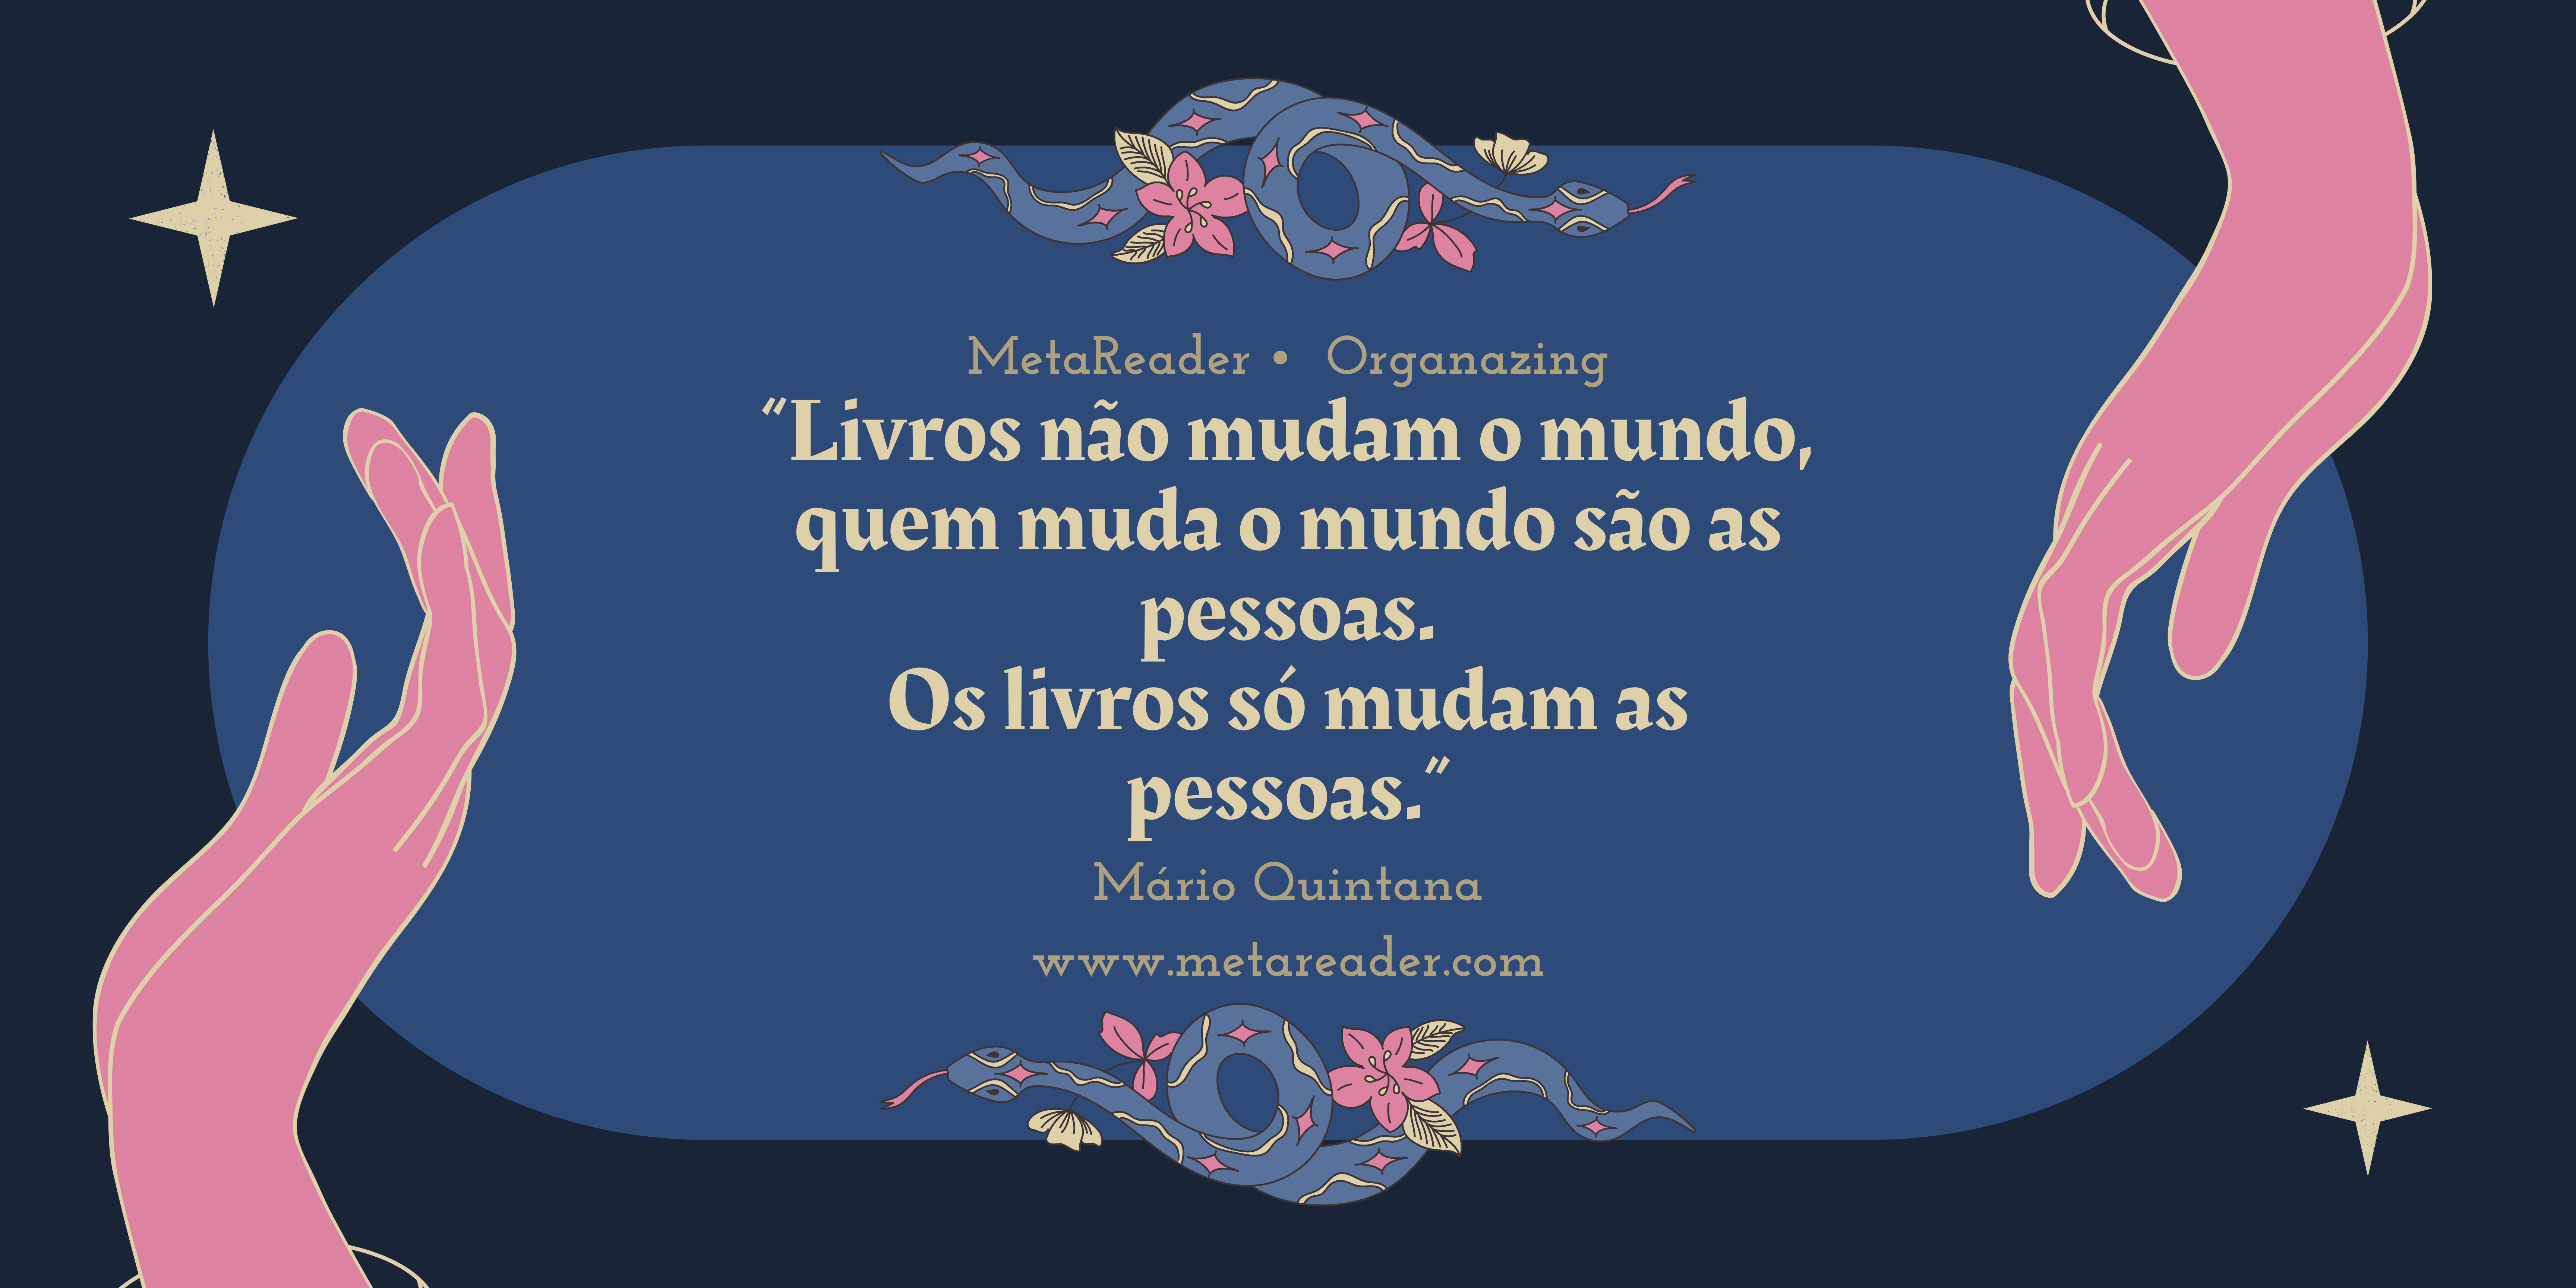 MetaReader • Organazing
“Livros não mudam o mundo,
quem muda o mundo são as
pessoas.
Os livros só mudam as
pessoas.”
Mário Quintana
www.metareader.com